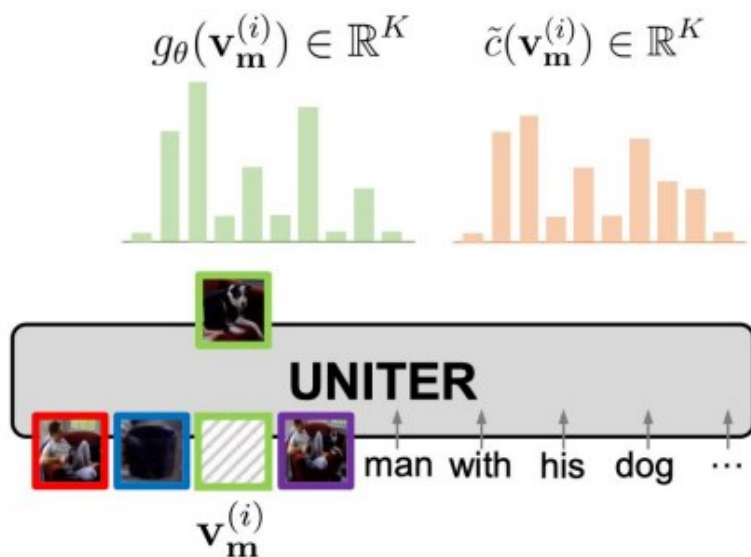 g_θ(v_m^(i)) ∈ ℝ^K
c̃(v_m^(i)) ∈ ℝ^K
UNITER
man with his dog ⋯
v_m^(i)